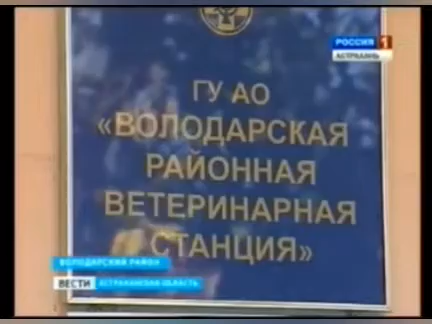 РОССИЯ 1
АСТРАХАНЬ
ГУ АО
«ВОЛОДАРСКАЯ
РАЙОННАЯ
ВЕТЕРИНАРНАЯ
СТАНЦИЯ»
ВОЛОДАРСКИЙ РАЙОН
ВЕСТИ АСТРАХАНСКАЯ ОБЛАСТЬ